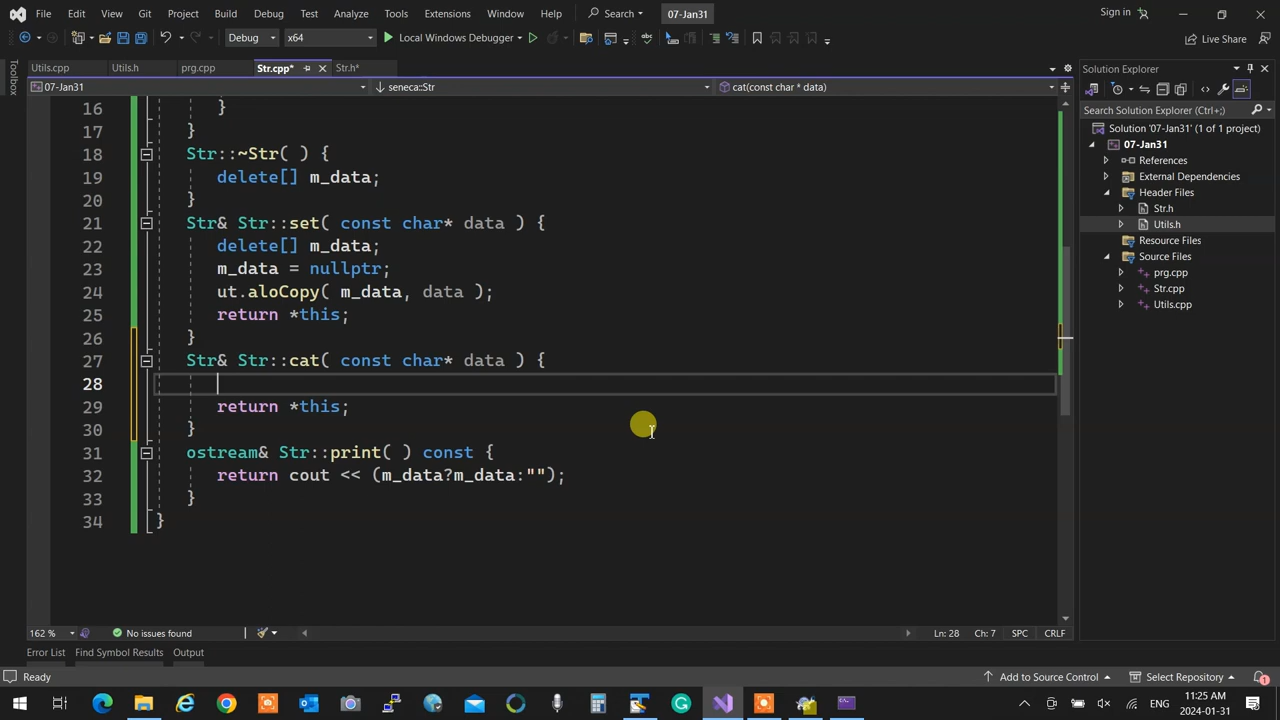 File Edit View Git Project Build Debug Test Analyze Tools Extensions Window Help Search 07-Jan31 Sign in
Debug x64 Local Windows Debugger Live Share
Toolbox
Utils.cpp Utils.h prg.cpp Str.cpp* Str.h*
07-Jan31 seneca::Str cat(const char * data)
16 }
17 }
18 Str::~Str( ) {
19 delete[] m_data;
20 }
21 Str& Str::set( const char* data ) {
22 delete[] m_data;
23 m_data = nullptr;
24 ut.aloCopy( m_data, data );
25 return *this;
26 }
27 Str& Str::cat( const char* data ) {
28
29 return *this;
30 }
31 ostream& Str::print( ) const {
32 return cout << (m_data?m_data:"");
33 }
34 }
Solution Explorer
Search Solution Explorer (Ctrl+;)
Solution '07-Jan31' (1 of 1 project)
07-Jan31
References
External Dependencies
Header Files
Str.h
Utils.h
Resource Files
Source Files
prg.cpp
Str.cpp
Utils.cpp
162 % No issues found Ln: 28 Ch: 7 SPC CRLF
Error List Find Symbol Results Output
Ready Add to Source Control Select Repository 1
ENG 11:25 AM
2024-01-31